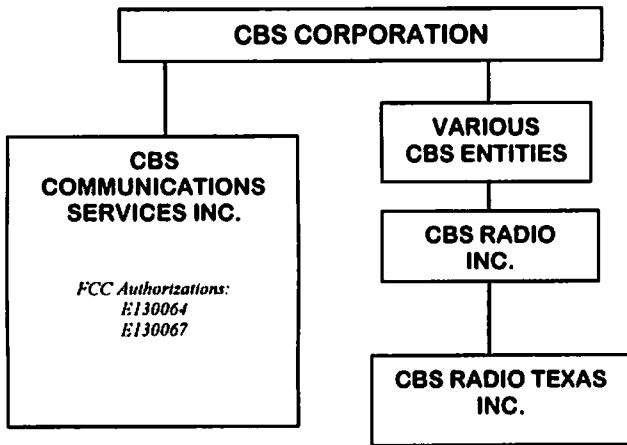 CBS CORPORATION
CBS
COMMUNICATIONS
SERVICES INC.
FCC Authorizations:
E130064
E130067
VARIOUS
CBS ENTITIES
CBS RADIO
INC.
CBS RADIO TEXAS
INC.